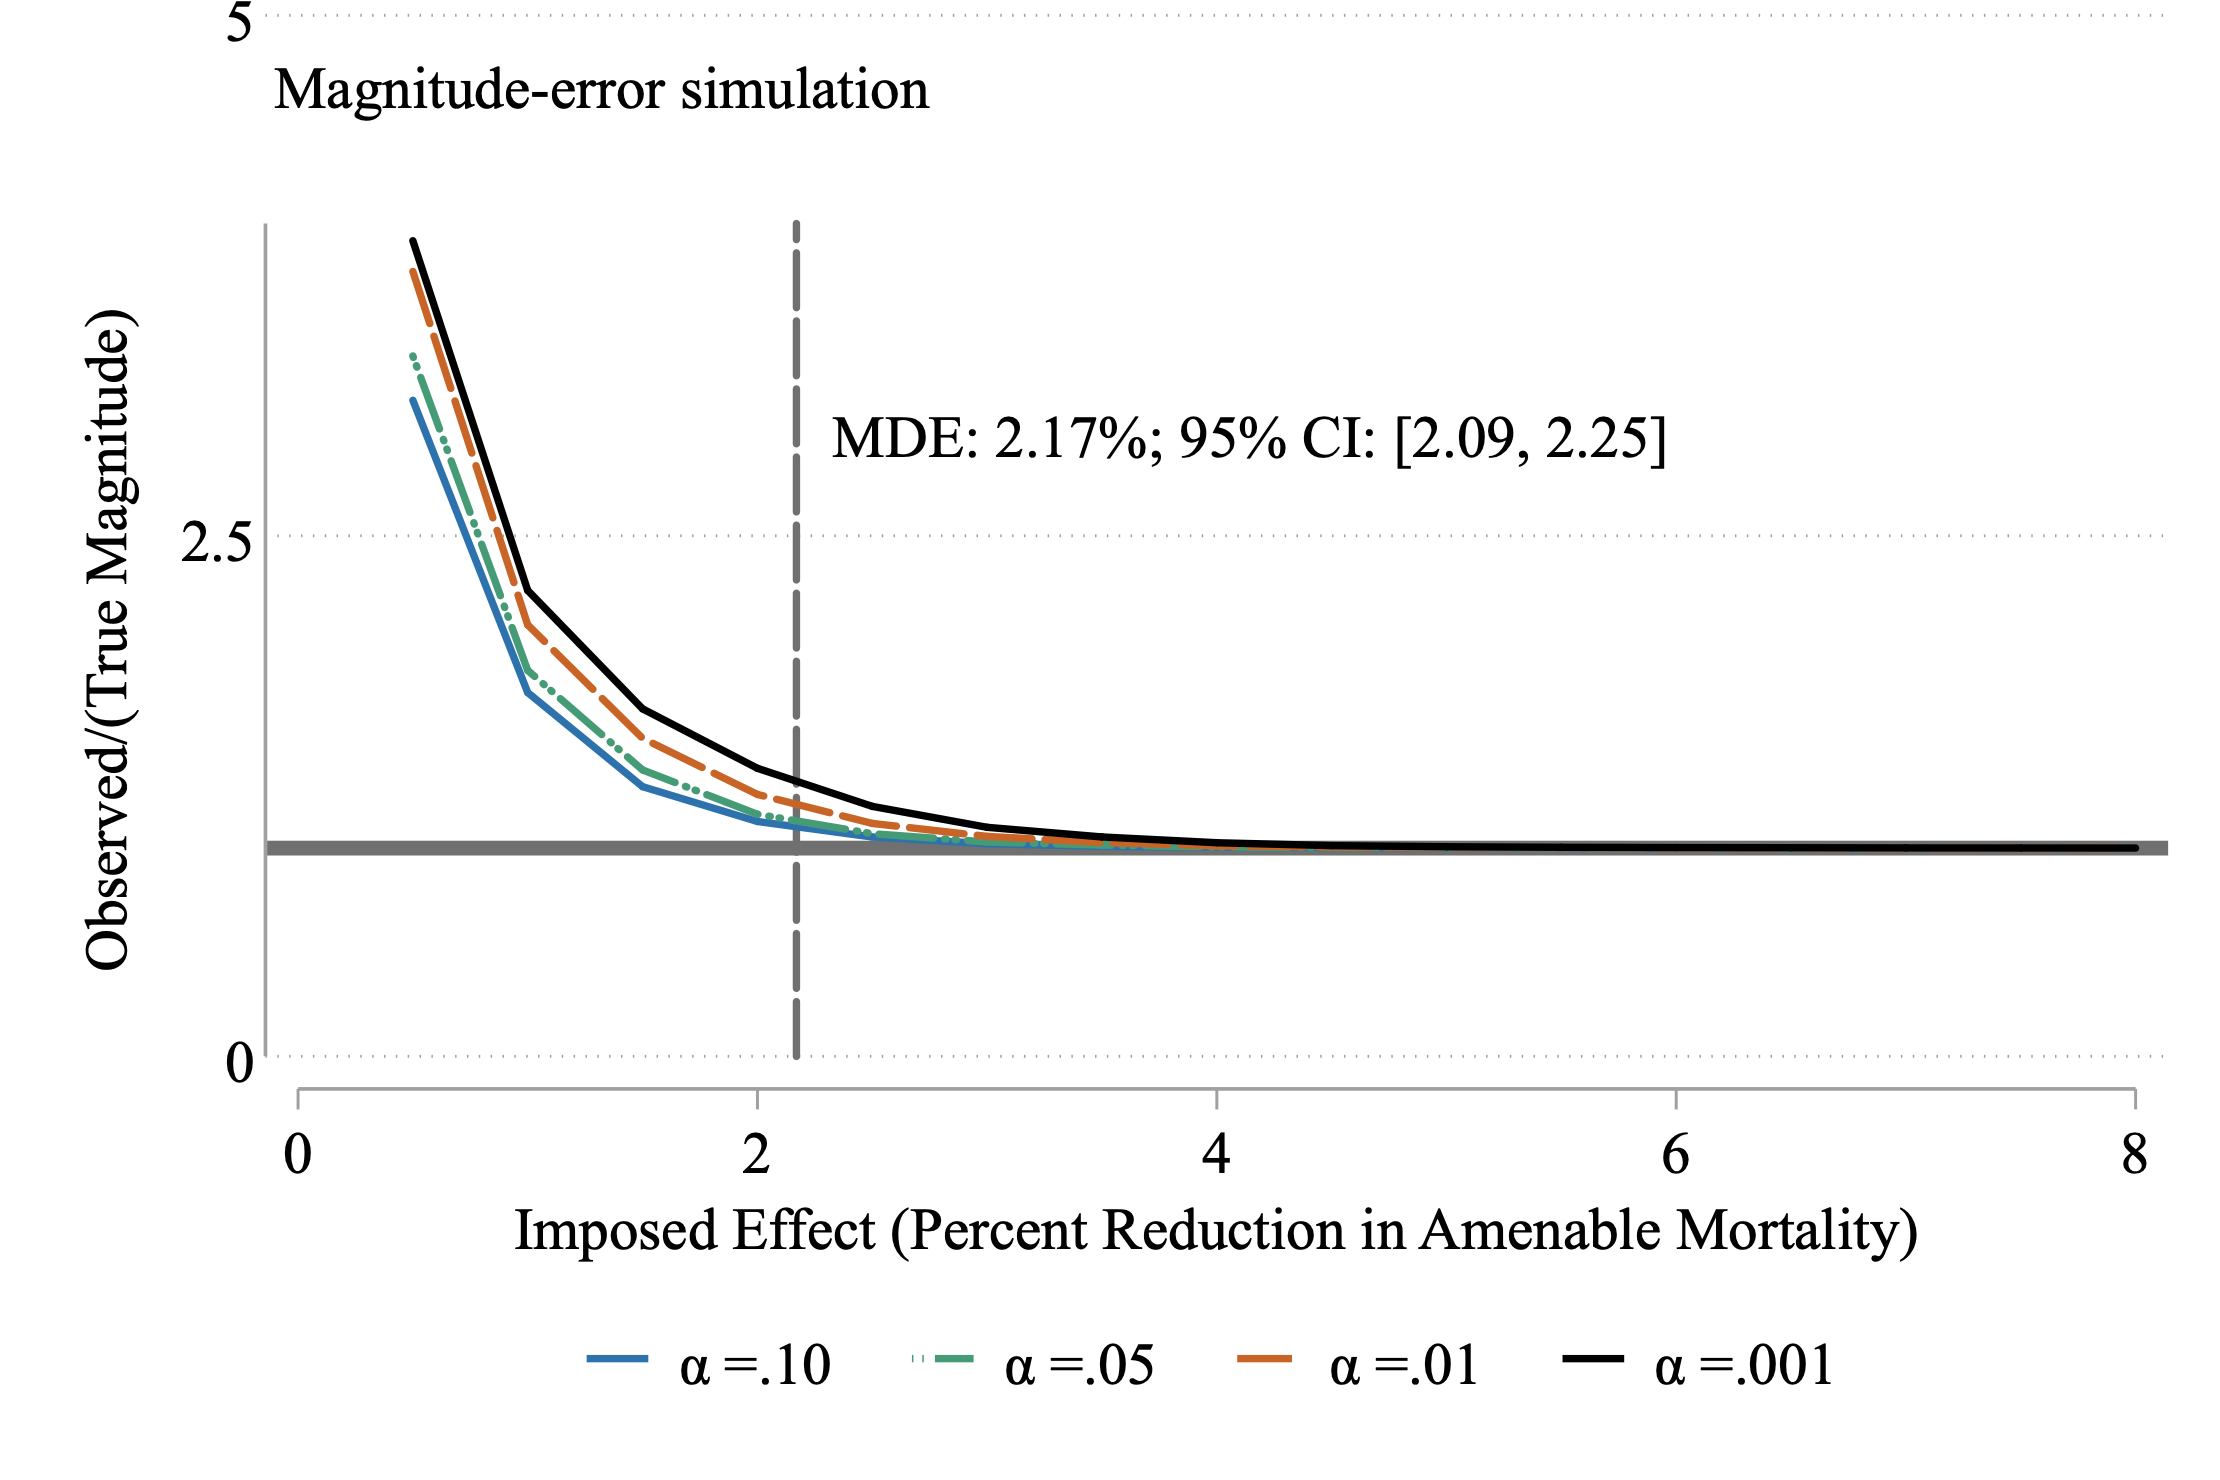 5
Magnitude-error simulation
Observed/(True Magnitude)
MDE: 2.17%; 95% CI: [2.09, 2.25]
2.5
0
0 2 4 6 8
Imposed Effect (Percent Reduction in Amenable Mortality)
α =.10 α =.05 α =.01 α =.001